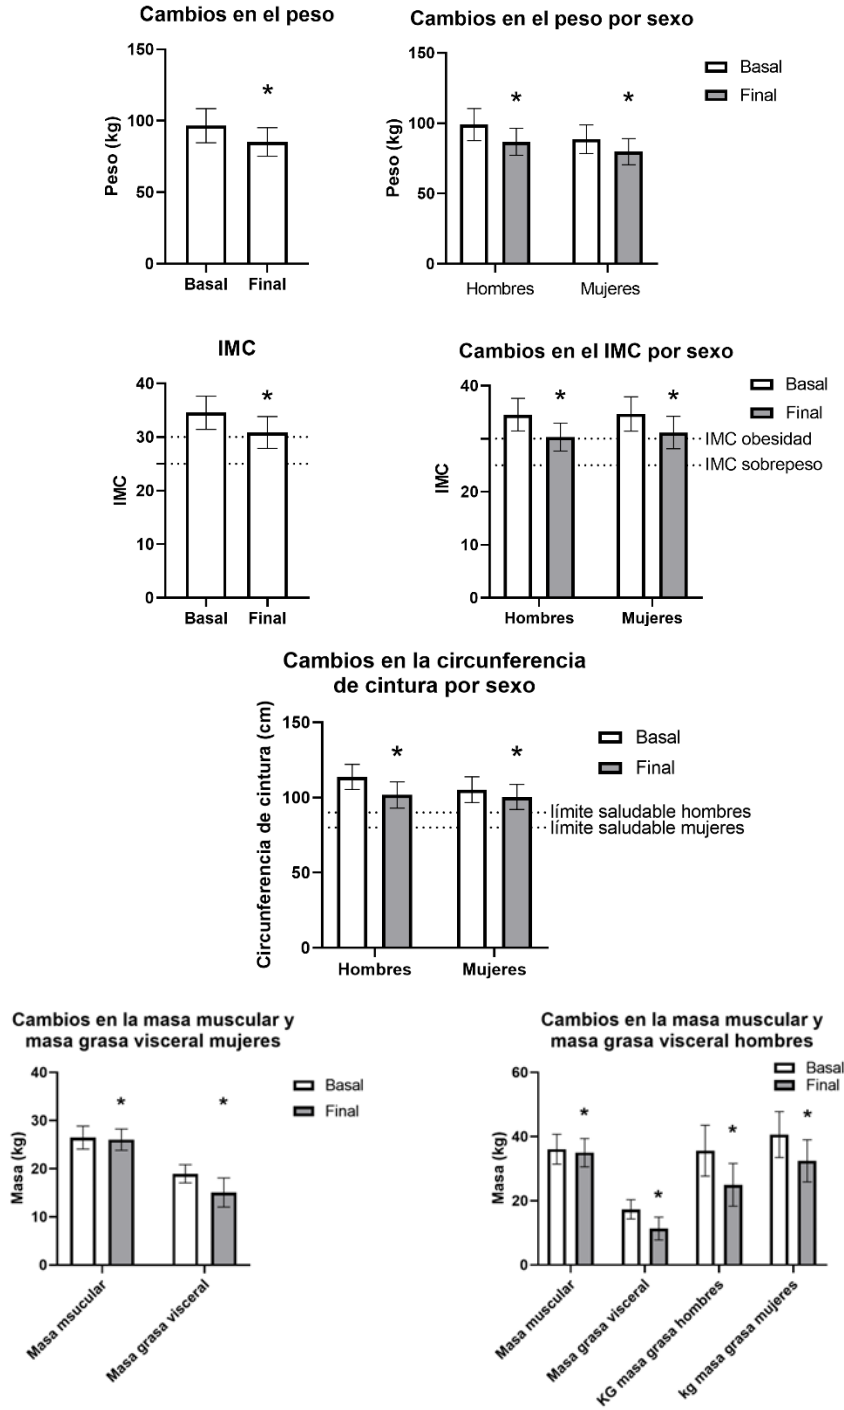 Cambios en el peso
150
100
50
0
Peso (kg)
*
Basal Final
Cambios en el peso por sexo
150
100
50
0
Peso (kg)
* *
Hombres Mujeres
Basal
Final
IMC
40
30
20
10
0
IMC
*
Basal Final
Cambios en el IMC por sexo
40
20
10
0
IMC
* *
Hombres Mujeres
Basal
Final
IMC obesidad
IMC sobrepeso
Cambios en la circunferencia
de cintura por sexo
150
100
50
0
Circunferencia de cintura (cm)
* *
Hombres Mujeres
Basal
Final
límite saludable hombres
límite saludable mujeres
Cambios en la masa muscular y
masa grasa visceral mujeres
40
30
20
10
0
Masa (kg)
* *
Masa msucular
Masa grasa visceral
Basal
Final
Cambios en la masa muscular y
masa grasa visceral hombres
60
40
20
0
Masa (kg)
* * * *
Masa muscular
Masa grasa visceral
KG masa grasa hombres
kg masa grasa mujeres
Basal
Final